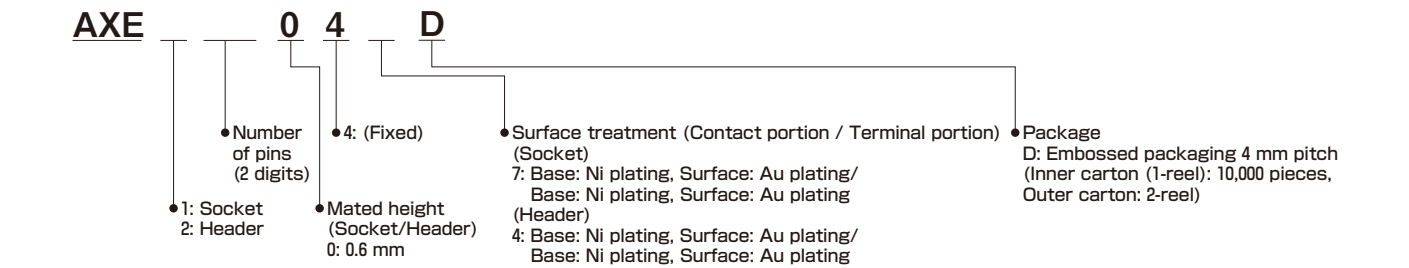 AXE 0 4 D
Number
of pins
(2 digits)
4: (Fixed)
1: Socket
2: Header
Mated height
(Socket/Header)
0: 0.6 mm
Surface treatment (Contact portion / Terminal portion)
(Socket)
7: Base: Ni plating, Surface: Au plating/
Base: Ni plating, Surface: Au plating
(Header)
4: Base: Ni plating, Surface: Au plating/
Base: Ni plating, Surface: Au plating
Package
D: Embossed packaging 4 mm pitch
(Inner carton (1-reel): 10,000 pieces,
Outer carton: 2-reel)